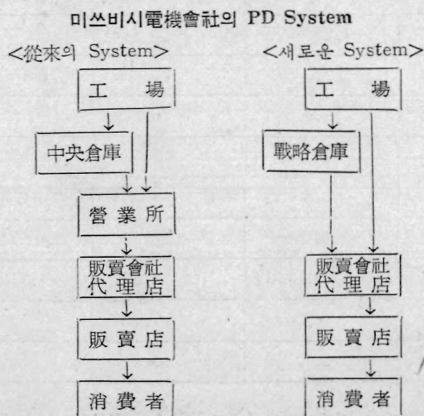 미쓰비시電機會社의 PD System
<從來의 System>
工場
中央倉庫
營業所
販賣會社
代理店
販賣店
消費者
<새로운 System>
工場
戰略倉庫
販賣會社
代理店
販賣店
消費者